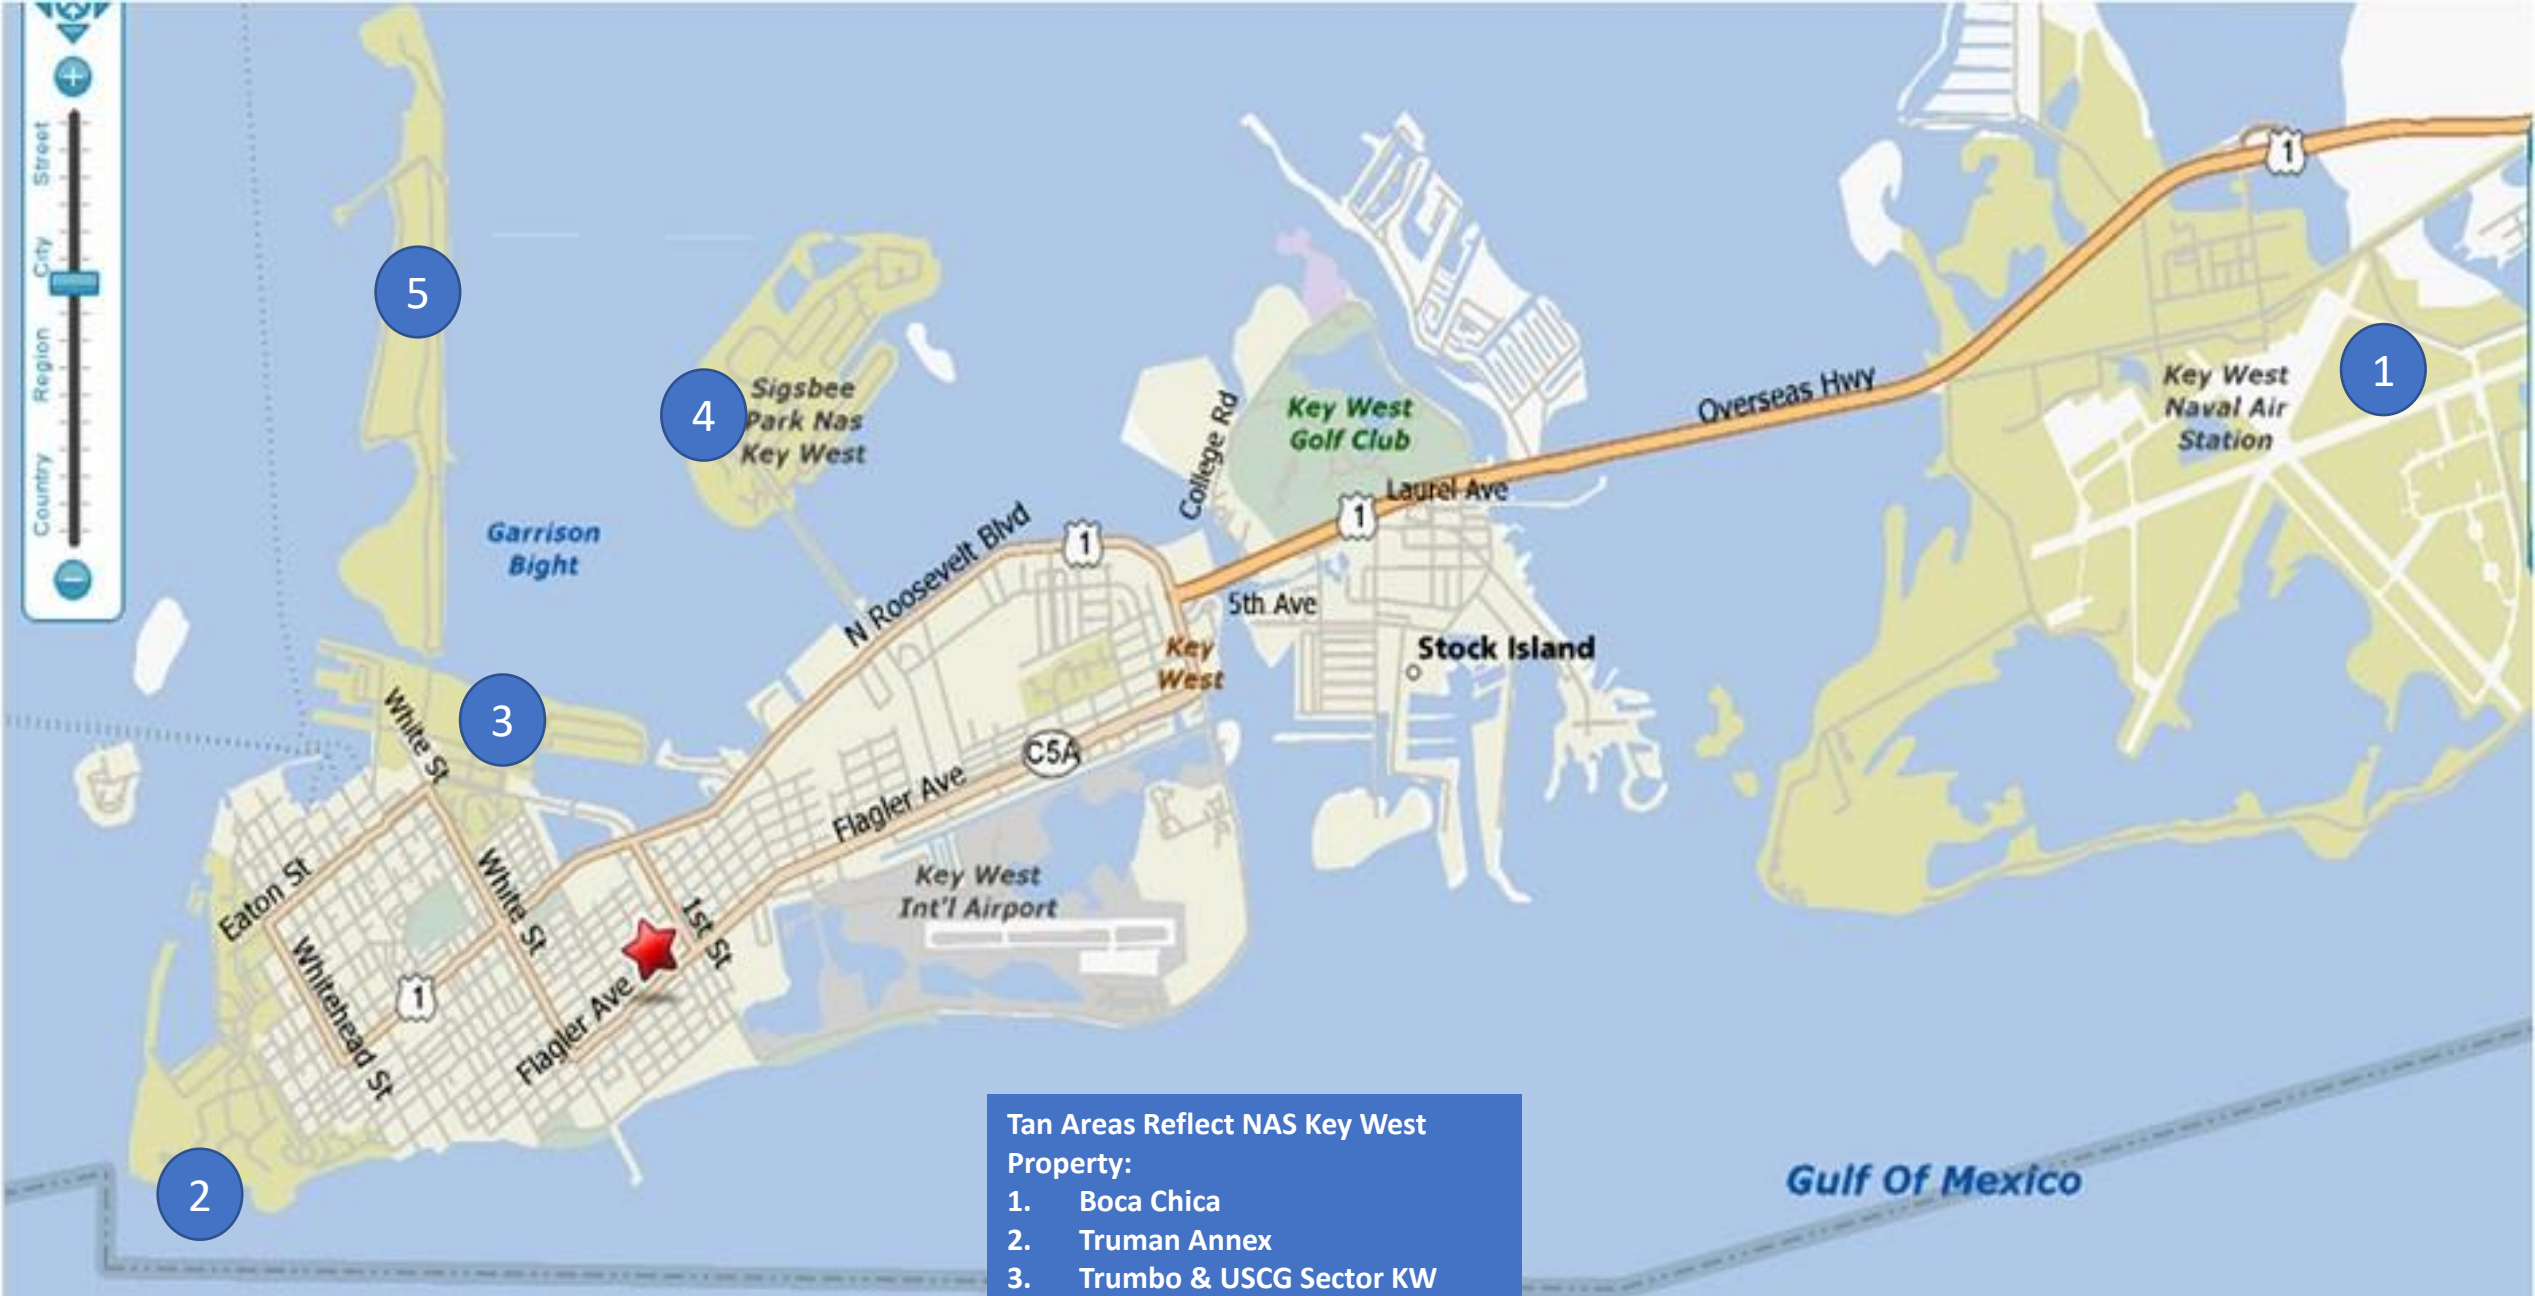 Street
City
Region
Country
5
4
3
2
1
Sigsbee
Park Nas
Key West
Garrison
Bight
N Roosevelt Blvd
1
College Rd
Key West
Golf Club
Laurel Ave
1
Overseas Hwy
1
Key West
Naval Air
Station
5th Ave
Key
West
Stock Island
White St
C5A
Flagler Ave
Eaton St
White St
1st St
Key West
Int'l Airport
Whitehead St
1
Flagler Ave
Gulf Of Mexico
Tan Areas Reflect NAS Key West
Property:
1. Boca Chica
2. Truman Annex
3. Trumbo & USCG Sector KW